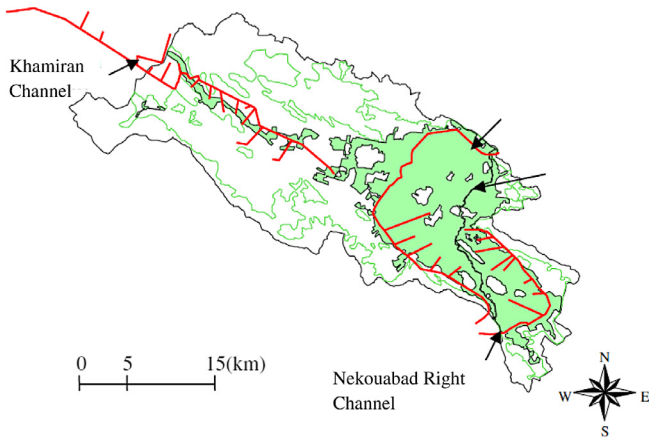 Khamiran
Channel
0 5 15(km)
Nekouabad Right
Channel
N
W E
S